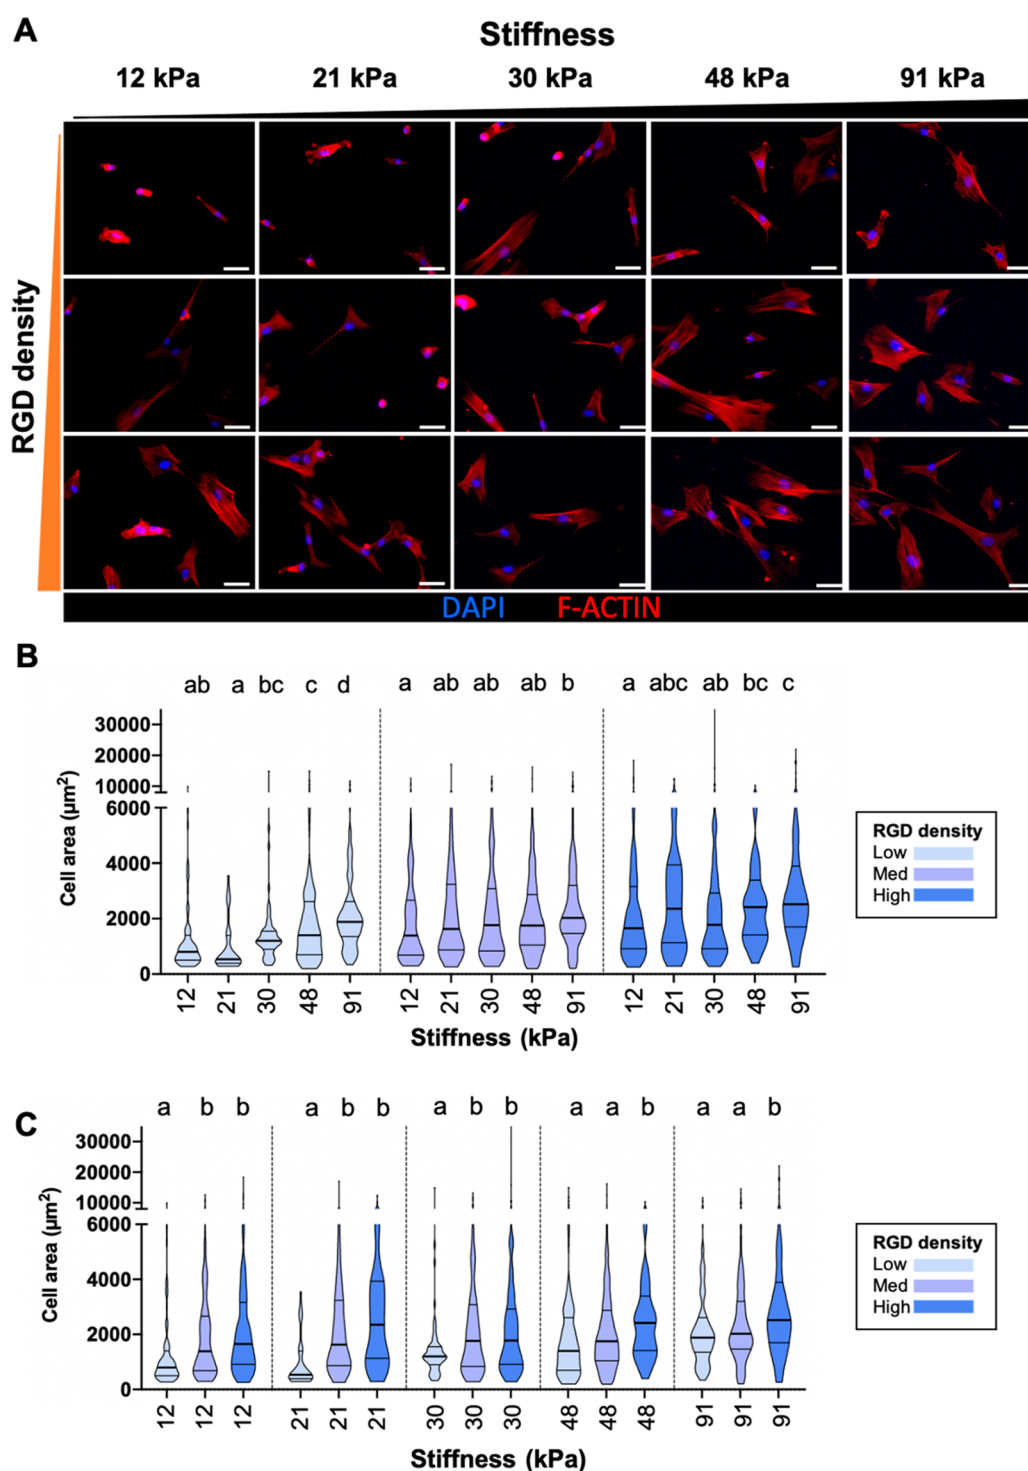 A
Stiffness
12 kPa 21 kPa 30 kPa 48 kPa 91 kPa
RGD density
DAPI F-ACTIN
B
ab a bc c d a ab ab ab b a abc ab bc c
30000
20000
10000
6000
4000
2000
0
Cell area (µm²)
12 21 30 48 91 12 21 30 48 91 12 21 30 48 91
Stiffness (kPa)
RGD density
Low
Med
High
C
a b b a b b a b b a a b a a b
30000
20000
10000
6000
4000
2000
0
Cell area (µm²)
12 12 12 21 21 21 30 30 30 48 48 48 91 91 91
Stiffness (kPa)
RGD density
Low
Med
High